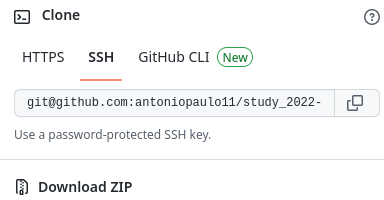 Clone
HTTPS SSH GitHub CLI New
git@github.com:antoniopaulo11/study_2022-
Use a password-protected SSH key.
Download ZIP